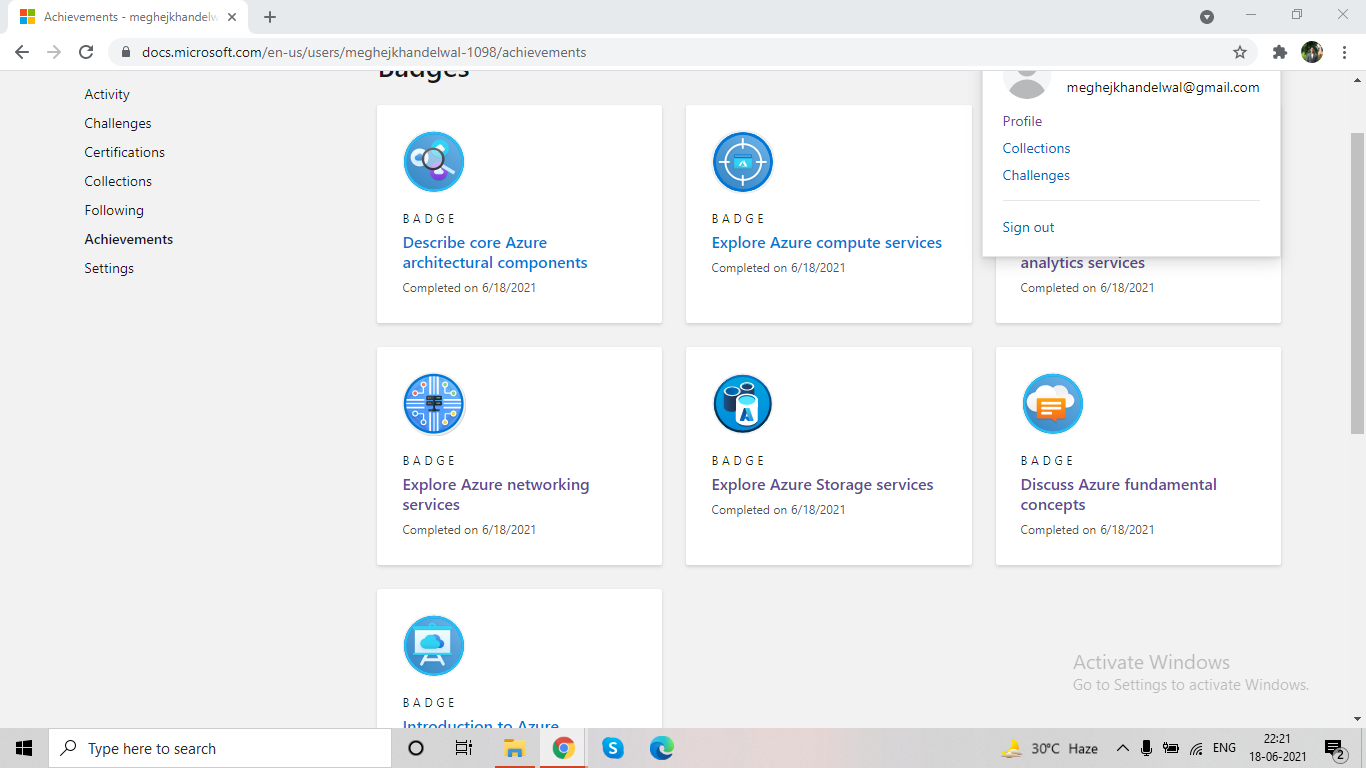 Achievements - meghejkhandelw
docs.microsoft.com/en-us/users/meghejkhandelwal-1098/achievements
Badges
Activity
Challenges
Certifications
Collections
Following
Achievements
Settings
meghejkhandelwal@gmail.com
Profile
Collections
Challenges
Sign out
BADGE
Describe core Azure
architectural components
Completed on 6/18/2021
BADGE
Explore Azure compute services
Completed on 6/18/2021
analytics services
Completed on 6/18/2021
BADGE
Explore Azure networking
services
Completed on 6/18/2021
BADGE
Explore Azure Storage services
Completed on 6/18/2021
BADGE
Discuss Azure fundamental
concepts
Completed on 6/18/2021
BADGE
Introduction to Azure
Activate Windows
Go to Settings to activate Windows.
Type here to search
30°C Haze
ENG
22:21
18-06-2021
2